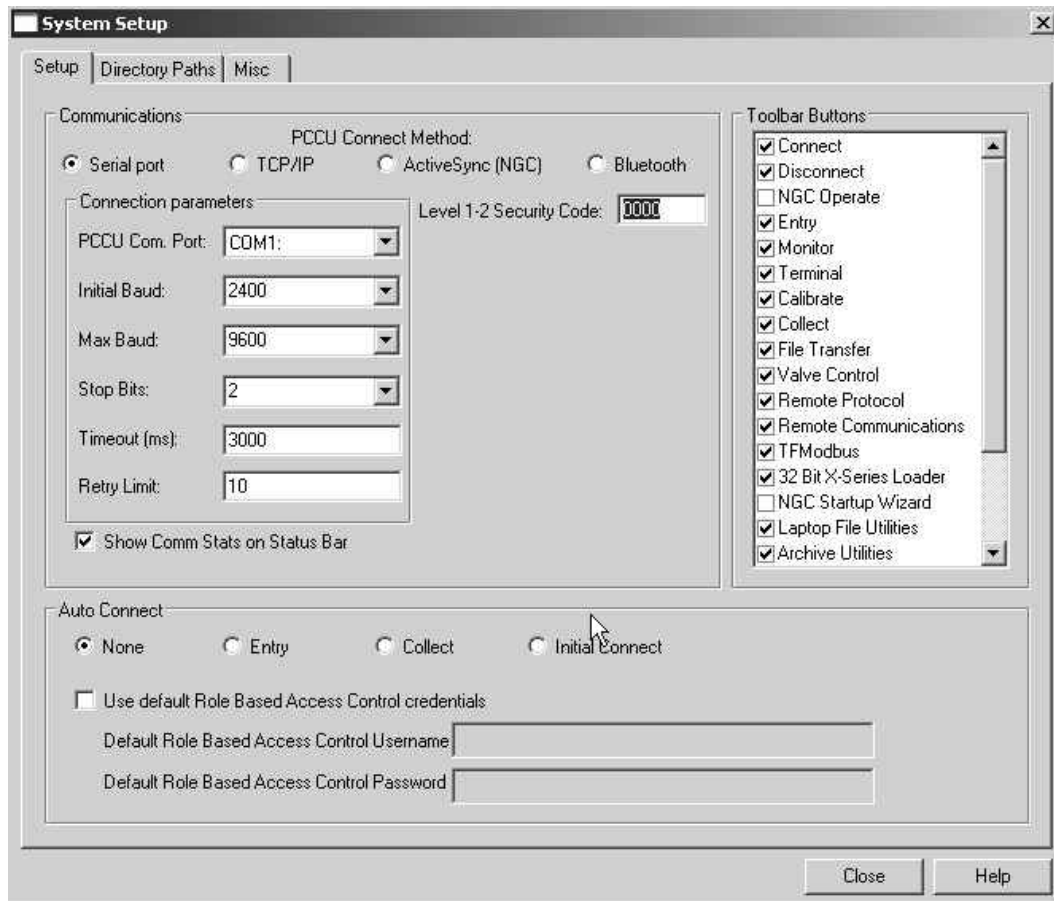 System Setup
Setup Directory Paths Misc
Communications
PCCU Connect Method:
Serial port TCP/IP ActiveSync (NGC) Bluetooth
Connection parameters
Level 1-2 Security Code: 0000
PCCU Com. Port: COM1:
Initial Baud: 2400
Max Baud: 9600
Stop Bits: 2
Timeout (ms): 3000
Retry Limit: 10
Show Comm Stats on Status Bar
Toolbar Buttons
Connect
Disconnect
NGC Operate
Entry
Monitor
Terminal
Calibrate
Collect
File Transfer
Valve Control
Remote Protocol
Remote Communications
TFModbus
32 Bit X-Series Loader
NGC Startup Wizard
Laptop File Utilities
Archive Utilities
Auto Connect
None Entry Collect Initial Connect
Use default Role Based Access Control credentials
Default Role Based Access Control Username
Default Role Based Access Control Password
Close Help